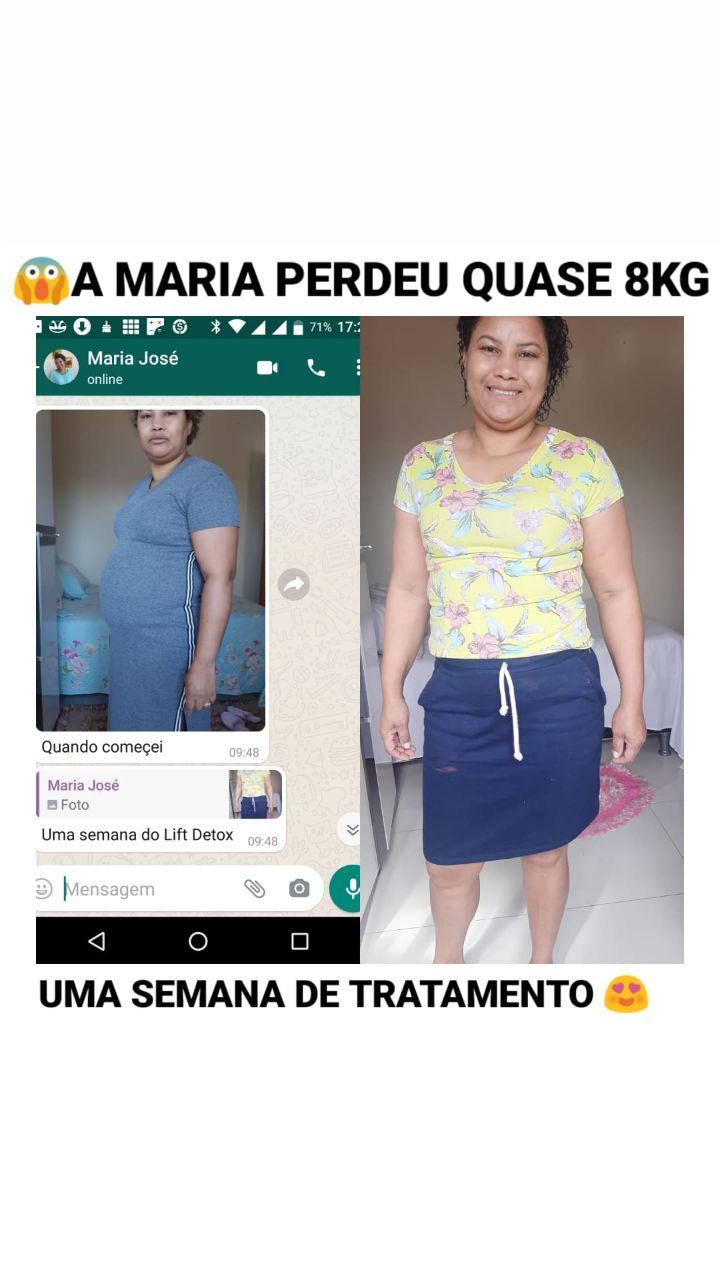 😱A MARIA PERDEU QUASE 8KG
71% 17:2
Maria José
online
Quando começei
09:48
Maria José
Foto
Uma semana do Lift Detox
09:48
Mensagem
UMA SEMANA DE TRATAMENTO 😍